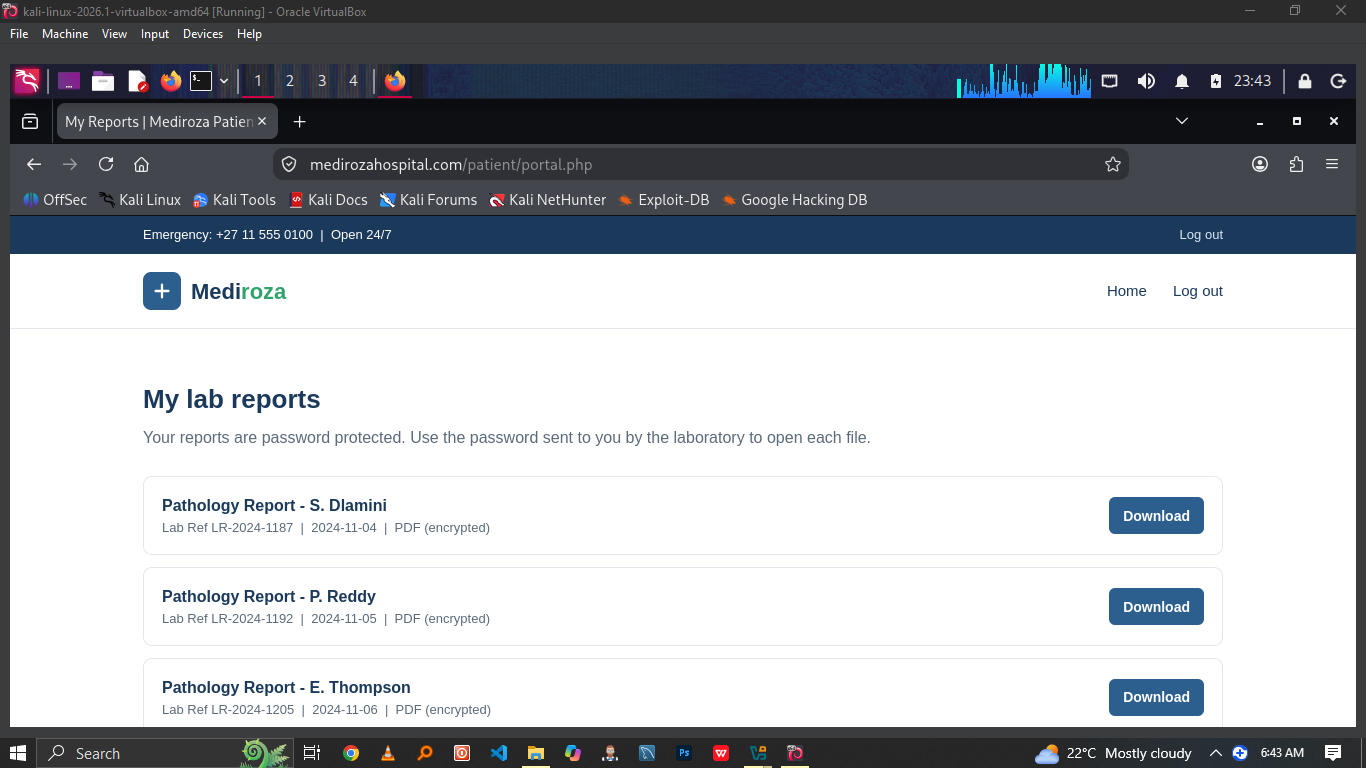 kali-linux-2026.1-virtualbox-amd64 [Running] - Oracle VirtualBox
File Machine View Input Devices Help
1 2 3 4 23:43
My Reports | Mediroza Patien
medirozahospital.com/patient/portal.php
OffSec Kali Linux Kali Tools Kali Docs Kali Forums Kali NetHunter Exploit-DB Google Hacking DB
Emergency: +27 11 555 0100 | Open 24/7 Log out
Mediroza Home Log out
My lab reports
Your reports are password protected. Use the password sent to you by the laboratory to open each file.
Pathology Report - S. Dlamini
Lab Ref LR-2024-1187 | 2024-11-04 | PDF (encrypted)
Download
Pathology Report - P. Reddy
Lab Ref LR-2024-1192 | 2024-11-05 | PDF (encrypted)
Download
Pathology Report - E. Thompson
Lab Ref LR-2024-1205 | 2024-11-06 | PDF (encrypted)
Download
Search 22°C Mostly cloudy 6:43 AM